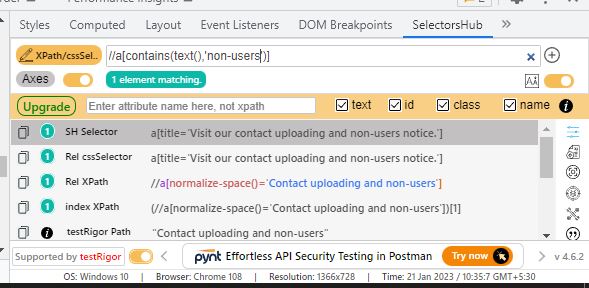 Styles Computed Layout Event Listeners DOM Breakpoints SelectorsHub »
XPath/cssSel.. //a[contains(text(),'non-users')] ×
Axes 1 element matching.
Upgrade Enter attribute name here, not xpath text id class name
1 SH Selector a[title='Visit our contact uploading and non-users notice.']
1 Rel cssSelector a[title='Visit our contact uploading and non-users notice.']
1 Rel XPath //a[normalize-space()='Contact uploading and non-users']
1 index XPath (//a[normalize-space()='Contact uploading and non-users'])[1]
testRigor Path "Contact uploading and non-users"
Supported by testRigor < pynt Effortless API Security Testing in Postman Try now > v 4.6.2
OS: Windows 10 | Browser: Chrome 108 | Resolution: 1366x728 | Time: 21 Jan 2023 / 10:35:7 GMT+5:30